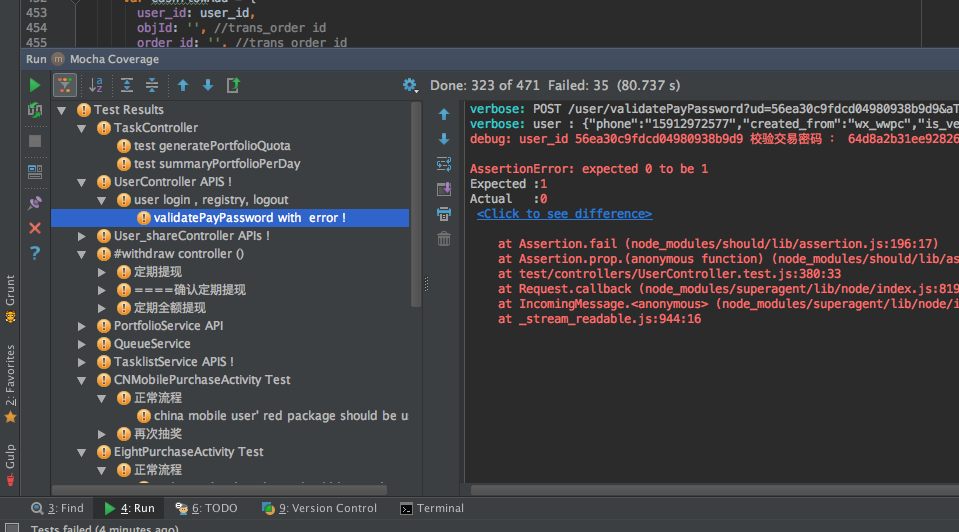 452 var cashflowAdd = {
453 user_id: user_id,
454 objId: '', //trans_order id
455 order_id: '', //trans order id
Run Mocha Coverage
Done: 323 of 471 Failed: 35 (80.737 s)
Test Results
TaskController
test generatePortfolioQuota
test summaryPortfolioPerDay
UserController APIS !
user login , registry, logout
validatePayPassword with error !
User_shareController APIs !
#withdraw controller ()
定期提现
====确认定期提现
定期全额提现
PortfolioService API
QueueService
TasklistService APIS !
CNMobilePurchaseActivity Test
正常流程
china mobile user' red package should be u
再次抽奖
EightPurchaseActivity Test
正常流程
verbose: POST /user/validatePayPassword?ud=56ea30c9fdcd04980938b9d9&aT
verbose: user : {"phone":"15912972577","created_from":"wx_wwpc","is_ve
debug: user_id 56ea30c9fdcd04980938b9d9 校验交易密码 : 64d8a2b31ee92826
AssertionError: expected 0 to be 1
Expected :1
Actual :0
<Click to see difference>
at Assertion.fail (node_modules/should/lib/assertion.js:196:17)
at Assertion.prop.(anonymous function) (node_modules/should/lib/as
at test/controllers/UserController.test.js:380:33
at Request.callback (node_modules/superagent/lib/node/index.js:819
at IncomingMessage.<anonymous> (node_modules/superagent/lib/node/i
at _stream_readable.js:944:16
Grunt
2: Favorites
Gulp
3: Find
4: Run
6: TODO
9: Version Control
Terminal
Tests failed (4 minutes ago)